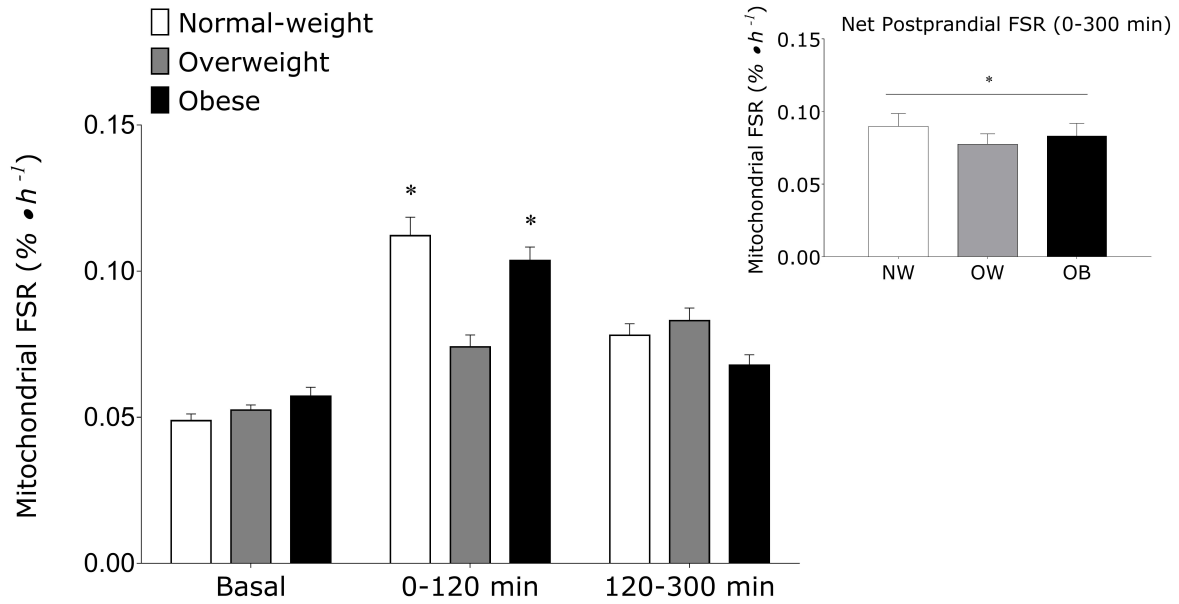 Normal-weight
Overweight
Obese
Mitochondrial FSR (% •h⁻¹)
0.15
0.10
0.05
0.00
*
*
Basal
0-120 min
120-300 min
Net Postprandial FSR (0-300 min)
Mitochondrial FSR (% •h⁻¹)
0.15
0.10
0.05
0.00
*
NW
OW
OB